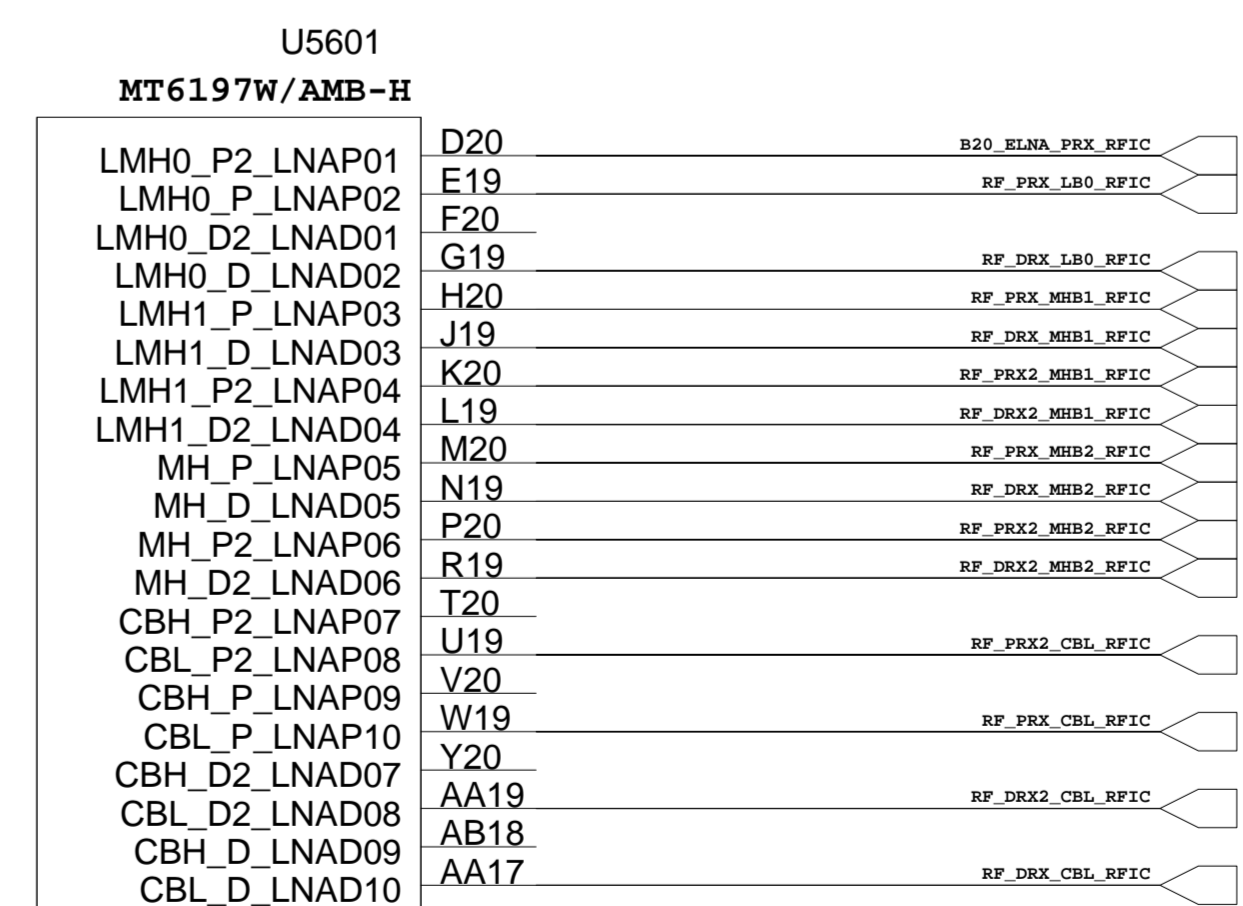 U5601
MT6197W/AMB-H
LMH0_P2_LNAP01 D20 B20_ELNA_PRX_RFIC
LMH0_P_LNAP02 E19 RF_PRX_LB0_RFIC
LMH0_D2_LNAD01 F20
LMH0_D_LNAD02 G19 RF_DRX_LB0_RFIC
LMH1_P_LNAP03 H20 RF_PRX_MHB1_RFIC
LMH1_D_LNAD03 J19 RF_DRX_MHB1_RFIC
LMH1_P2_LNAP04 K20 RF_PRX2_MHB1_RFIC
LMH1_D2_LNAD04 L19 RF_DRX2_MHB1_RFIC
MH_P_LNAP05 M20 RF_PRX_MHB2_RFIC
MH_D_LNAD05 N19 RF_DRX_MHB2_RFIC
MH_P2_LNAP06 P20 RF_PRX2_MHB2_RFIC
MH_D2_LNAD06 R19 RF_DRX2_MHB2_RFIC
CBH_P2_LNAP07 T20
CBL_P2_LNAP08 U19 RF_PRX2_CBL_RFIC
CBH_P_LNAP09 V20
CBL_P_LNAP10 W19 RF_PRX_CBL_RFIC
CBH_D2_LNAD07 Y20
CBL_D2_LNAD08 AA19 RF_DRX2_CBL_RFIC
CBH_D_LNAD09 AB18
CBL_D_LNAD10 AA17 RF_DRX_CBL_RFIC